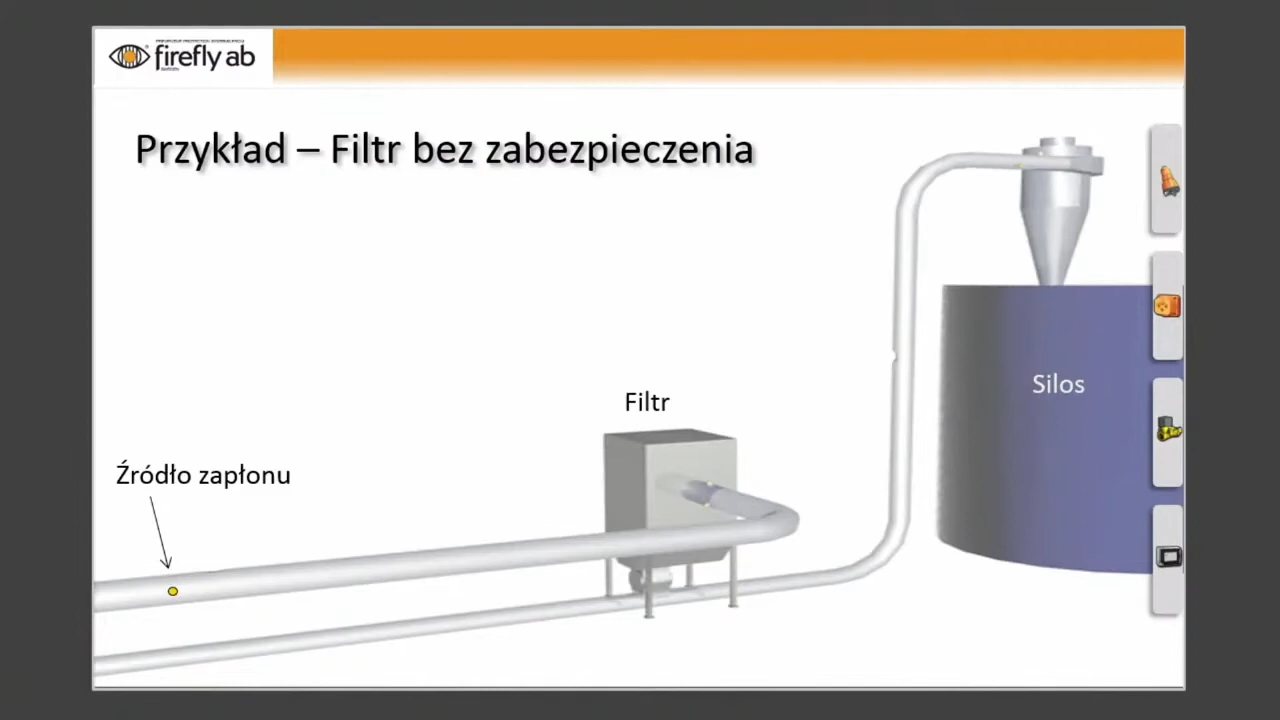 firefly ab
Przykład – Filtr bez zabezpieczenia
Silos
Filtr
Źródło zapłonu